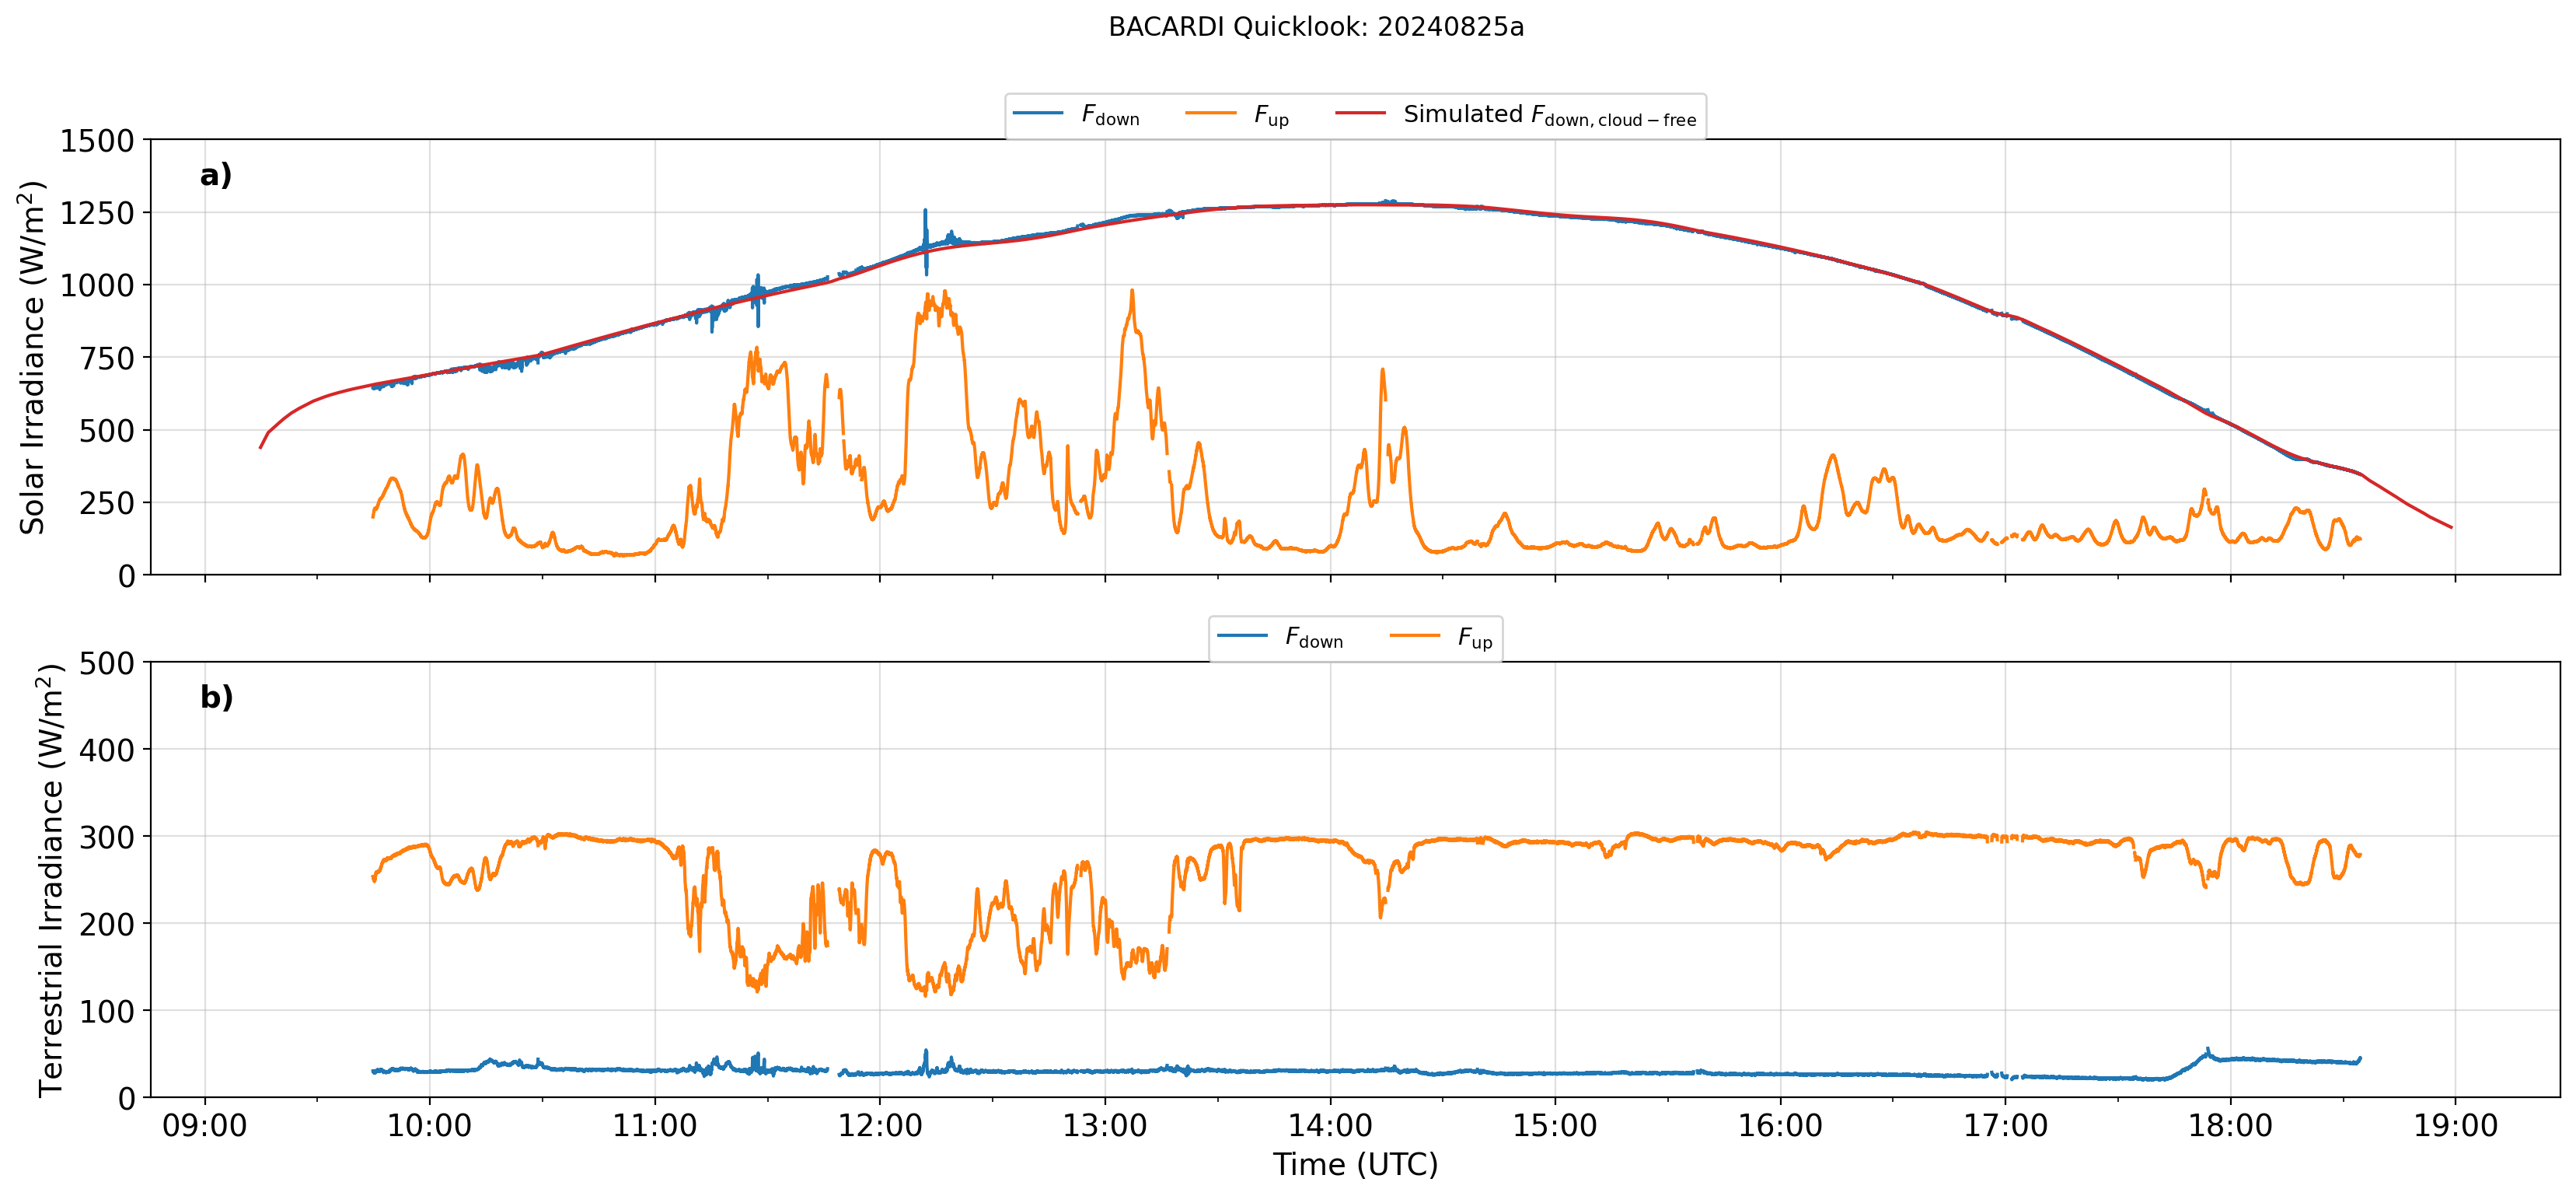 BACARDI Quicklook: 20240825a
F_down F_up Simulated F_down, cloud−free
a)
Solar Irradiance (W/m²)
1500
1250
1000
750
500
250
0
F_down F_up
b)
Terrestrial Irradiance (W/m²)
500
400
300
200
100
0
09:00 10:00 11:00 12:00 13:00 14:00 15:00 16:00 17:00 18:00 19:00
Time (UTC)